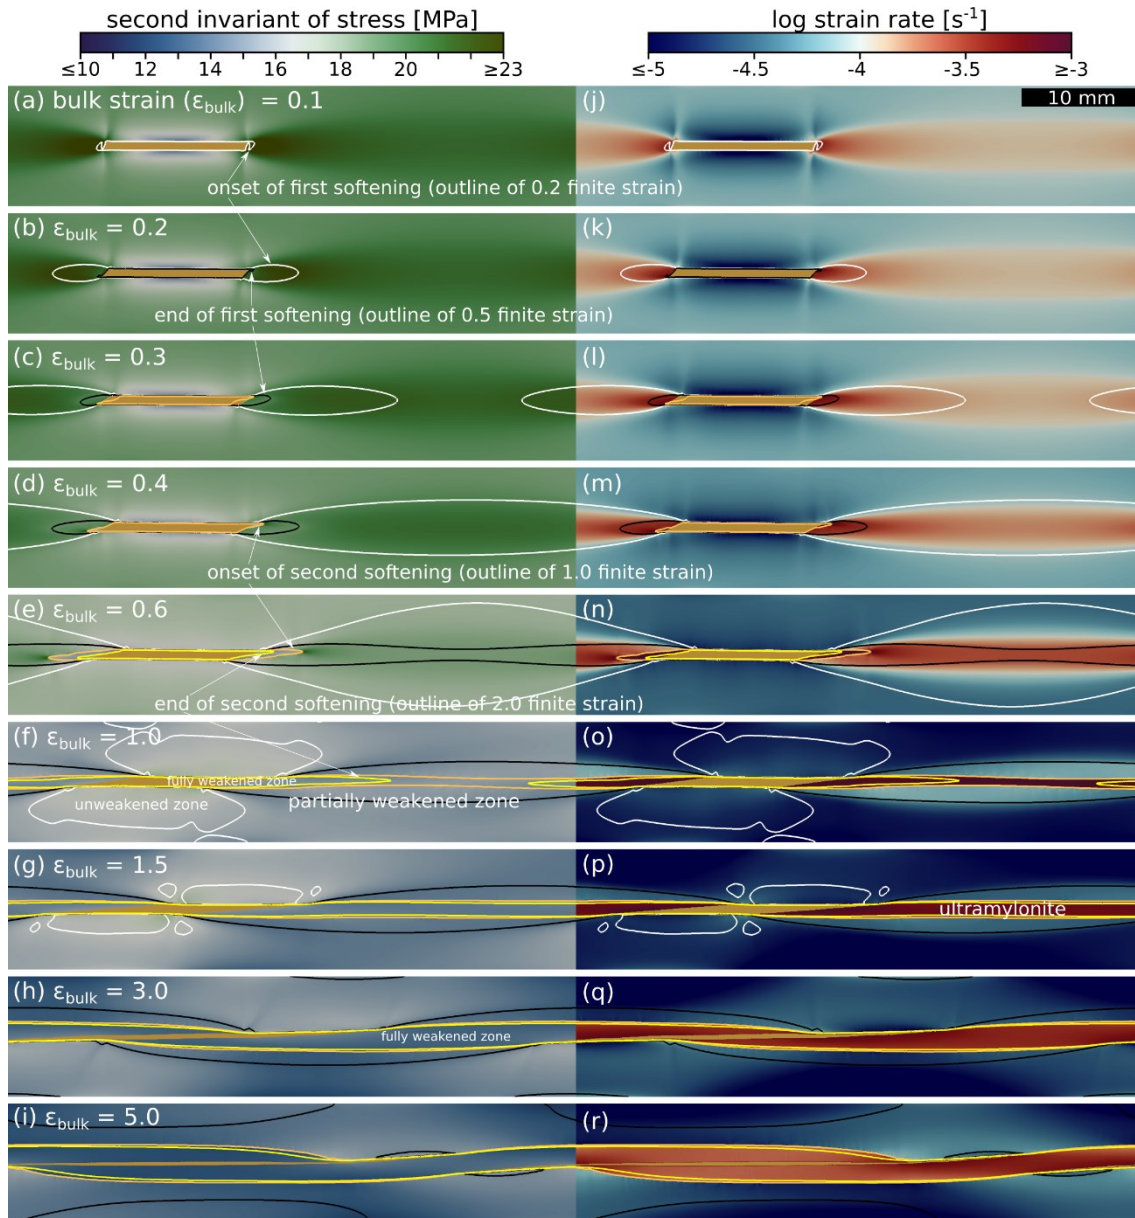 second invariant of stress [MPa]
log strain rate [s⁻¹]
≤10 12 14 16 18 20 ≥23
≤-5 -4.5 -4 -3.5 ≥-3
(a) bulk strain (εbulk) = 0.1
(j)
10 mm
onset of first softening (outline of 0.2 finite strain)
(b) εbulk = 0.2
(k)
end of first softening (outline of 0.5 finite strain)
(c) εbulk = 0.3
(l)
(d) εbulk = 0.4
(m)
onset of second softening (outline of 1.0 finite strain)
(e) εbulk = 0.6
(n)
end of second softening (outline of 2.0 finite strain)
(f) εbulk = 1.0
(o)
fully weakened zone
unweakened zone
partially weakened zone
(g) εbulk = 1.5
(p)
ultramylonite
(h) εbulk = 3.0
(q)
fully weakened zone
(i) εbulk = 5.0
(r)